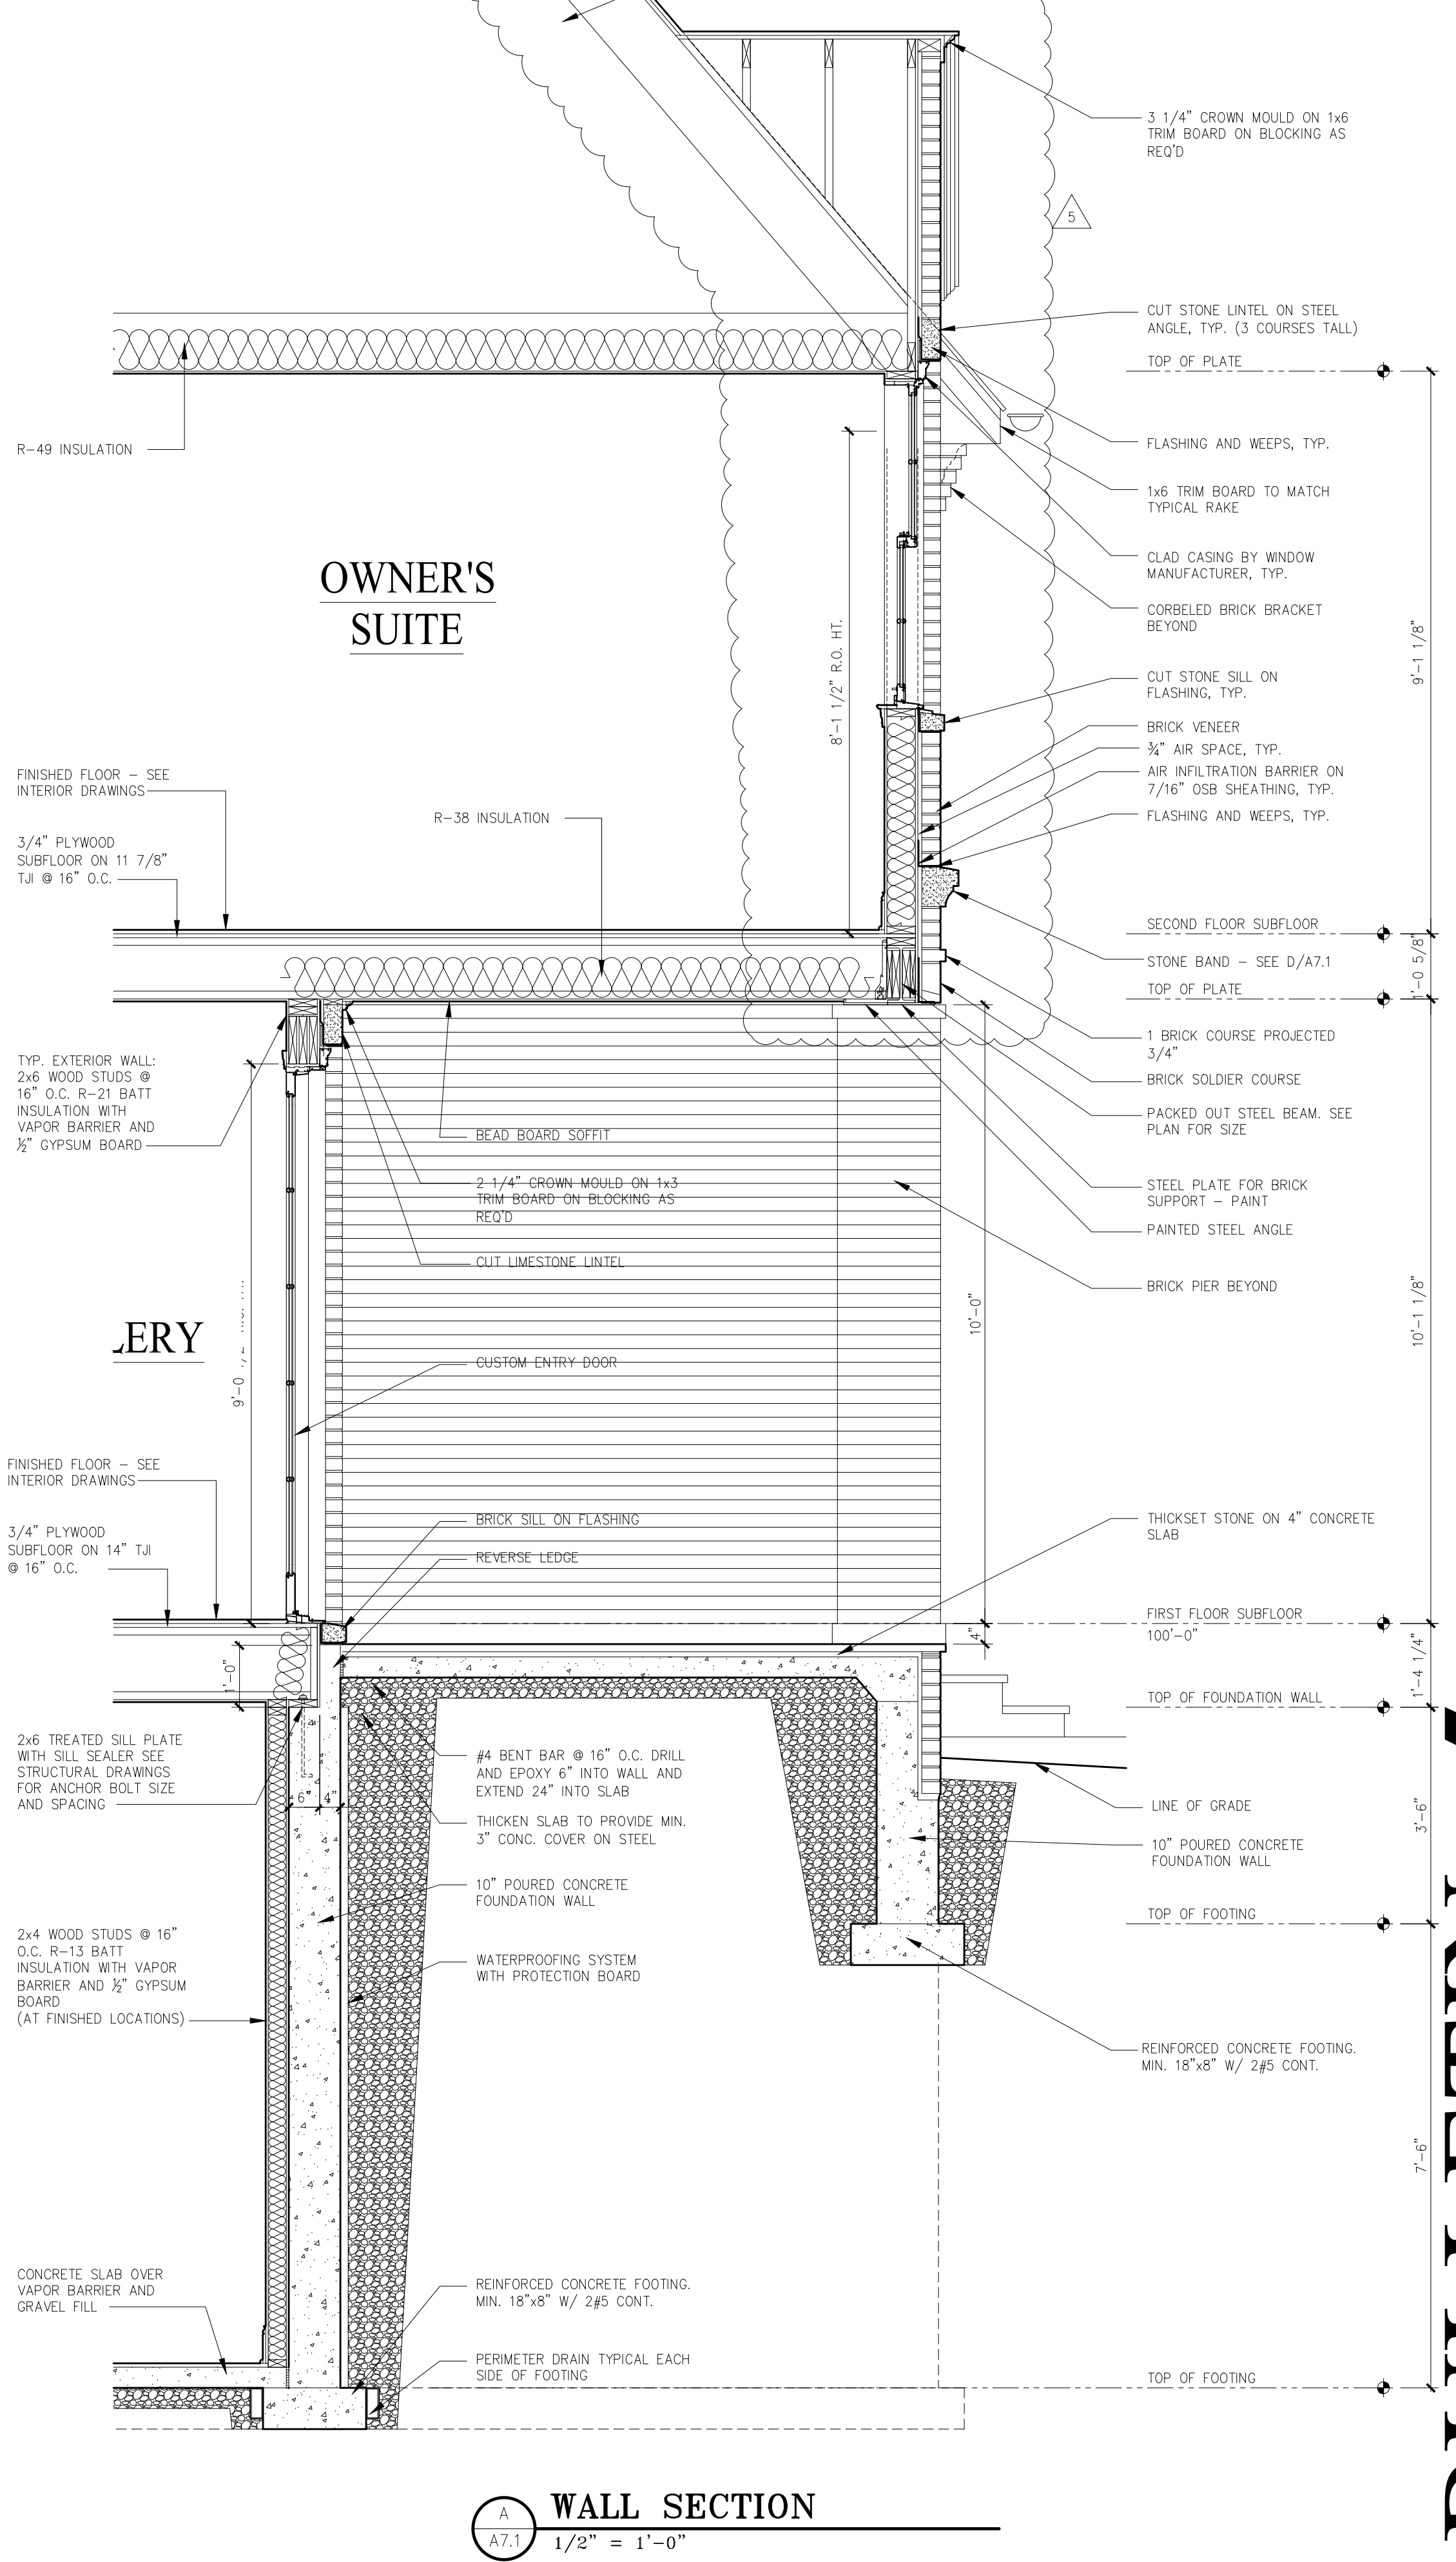 3 1/4" CROWN MOULD ON 1x6
TRIM BOARD ON BLOCKING AS
REQ'D
5
CUT STONE LINTEL ON STEEL
ANGLE, TYP. (3 COURSES TALL)
TOP OF PLATE
R-49 INSULATION
FLASHING AND WEEPS, TYP.
1x6 TRIM BOARD TO MATCH
TYPICAL RAKE
CLAD CASING BY WINDOW
MANUFACTURER, TYP.
OWNER'S
SUITE
CORBELED BRICK BRACKET
BEYOND
8'-1 1/2" R.O. HT.
9'-1 1/8"
CUT STONE SILL ON
FLASHING, TYP.
BRICK VENEER
¾" AIR SPACE, TYP.
AIR INFILTRATION BARRIER ON
7/16" OSB SHEATHING, TYP.
FLASHING AND WEEPS, TYP.
FINISHED FLOOR - SEE
INTERIOR DRAWINGS
3/4" PLYWOOD
SUBFLOOR ON 11 7/8"
TJI @ 16" O.C.
R-38 INSULATION
SECOND FLOOR SUBFLOOR
STONE BAND - SEE D/A7.1
1'-0 5/8"
TOP OF PLATE
1 BRICK COURSE PROJECTED
3/4"
BRICK SOLDIER COURSE
PACKED OUT STEEL BEAM. SEE
PLAN FOR SIZE
STEEL PLATE FOR BRICK
SUPPORT - PAINT
PAINTED STEEL ANGLE
BRICK PIER BEYOND
TYP. EXTERIOR WALL:
2x6 WOOD STUDS @
16" O.C. R-21 BATT
INSULATION WITH
VAPOR BARRIER AND
½" GYPSUM BOARD
BEAD BOARD SOFFIT
2 1/4" CROWN MOULD ON 1x3
TRIM BOARD ON BLOCKING AS
REQ'D
CUT LIMESTONE LINTEL
10'-0"
10'-1 1/8"
ERY
9'-0
CUSTOM ENTRY DOOR
FINISHED FLOOR - SEE
INTERIOR DRAWINGS
3/4" PLYWOOD
SUBFLOOR ON 14" TJI
@ 16" O.C.
BRICK SILL ON FLASHING
REVERSE LEDGE
THICKSET STONE ON 4" CONCRETE
SLAB
FIRST FLOOR SUBFLOOR
100'-0"
4"
1'-4 1/4"
1'-0"
TOP OF FOUNDATION WALL
2x6 TREATED SILL PLATE
WITH SILL SEALER SEE
STRUCTURAL DRAWINGS
FOR ANCHOR BOLT SIZE
AND SPACING
6" 4"
#4 BENT BAR @ 16" O.C. DRILL
AND EPOXY 6" INTO WALL AND
EXTEND 24" INTO SLAB
THICKEN SLAB TO PROVIDE MIN.
3" CONC. COVER ON STEEL
10" POURED CONCRETE
FOUNDATION WALL
WATERPROOFING SYSTEM
WITH PROTECTION BOARD
LINE OF GRADE
3'-6"
10" POURED CONCRETE
FOUNDATION WALL
TOP OF FOOTING
2x4 WOOD STUDS @ 16"
O.C. R-13 BATT
INSULATION WITH VAPOR
BARRIER AND ½" GYPSUM
BOARD
(AT FINISHED LOCATIONS)
REINFORCED CONCRETE FOOTING.
MIN. 18"x8" W/ 2#5 CONT.
7'-6"
CONCRETE SLAB OVER
VAPOR BARRIER AND
GRAVEL FILL
REINFORCED CONCRETE FOOTING.
MIN. 18"x8" W/ 2#5 CONT.
PERIMETER DRAIN TYPICAL EACH
SIDE OF FOOTING
TOP OF FOOTING
A
A7.1
WALL SECTION
1/2" = 1'-0"